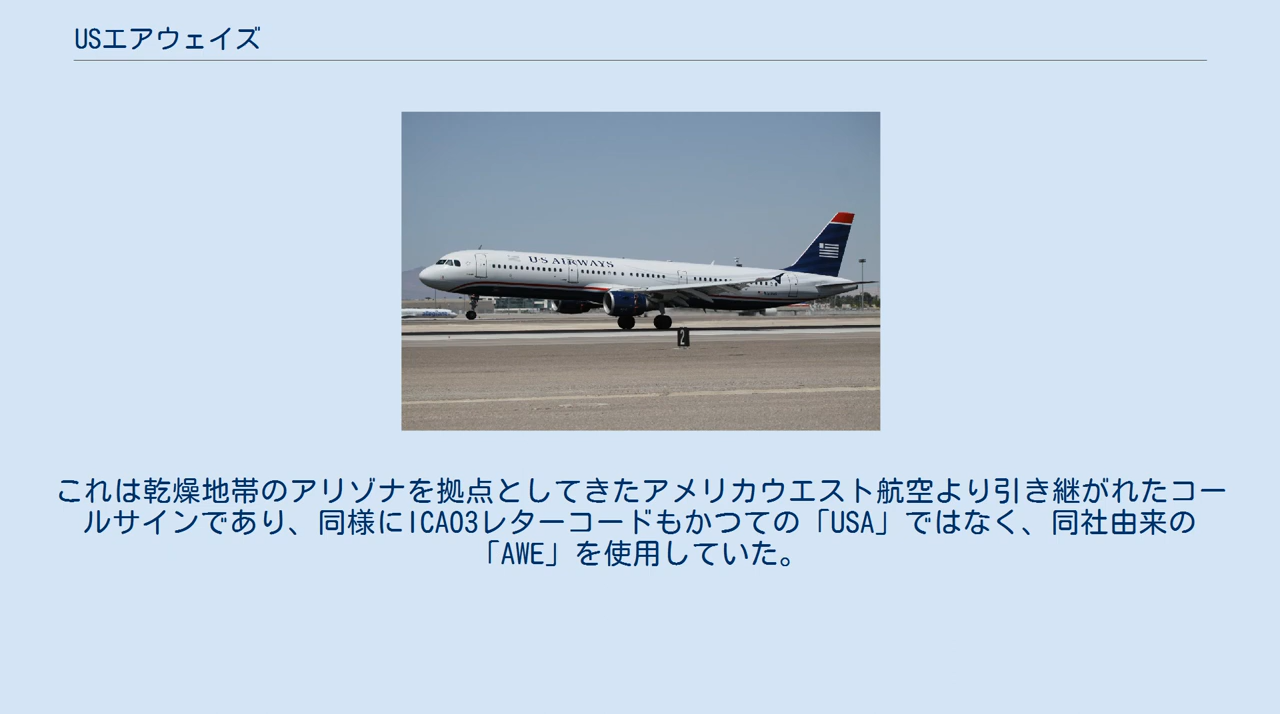 USエアウェイズ
U·S AIRWAYS
2
これは乾燥地帯のアリゾナを拠点としてきたアメリカウエスト航空より引き継がれたコー
ルサインであり、同様にICAO3レターコードもかつての「USA」ではなく、同社由来の
「AWE」を使用していた。